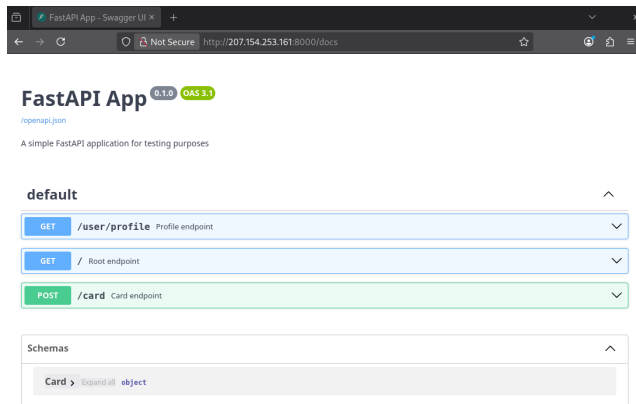 FastAPI App - Swagger UI
Not Secure http://207.154.253.161:8000/docs
FastAPI App 0.1.0 OAS 3.1
/openapi.json
A simple FastAPI application for testing purposes
default
GET /user/profile Profile endpoint
GET / Root endpoint
POST /card Card endpoint
Schemas
Card Expand all object